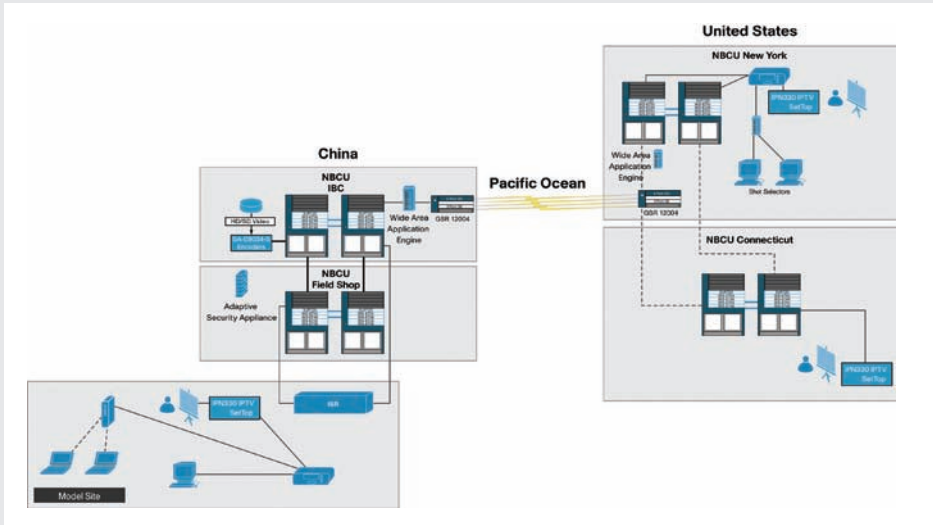 United States
NBCU New York
IPN330 IPTV
SetTop
Wide Area
Application
Engine
Shot Selectors
GSR 12004
China
NBCU
IBC
HD/SD Video
Encoders
Wide Area
Application
Engine
GSR 12004
Pacific Ocean
NBCU
Field Shop
Adaptive
Security Appliance
NBCU Connecticut
IPN330 IPTV
SetTop
IPN330 IPTV
SetTop
ISR
Model Site